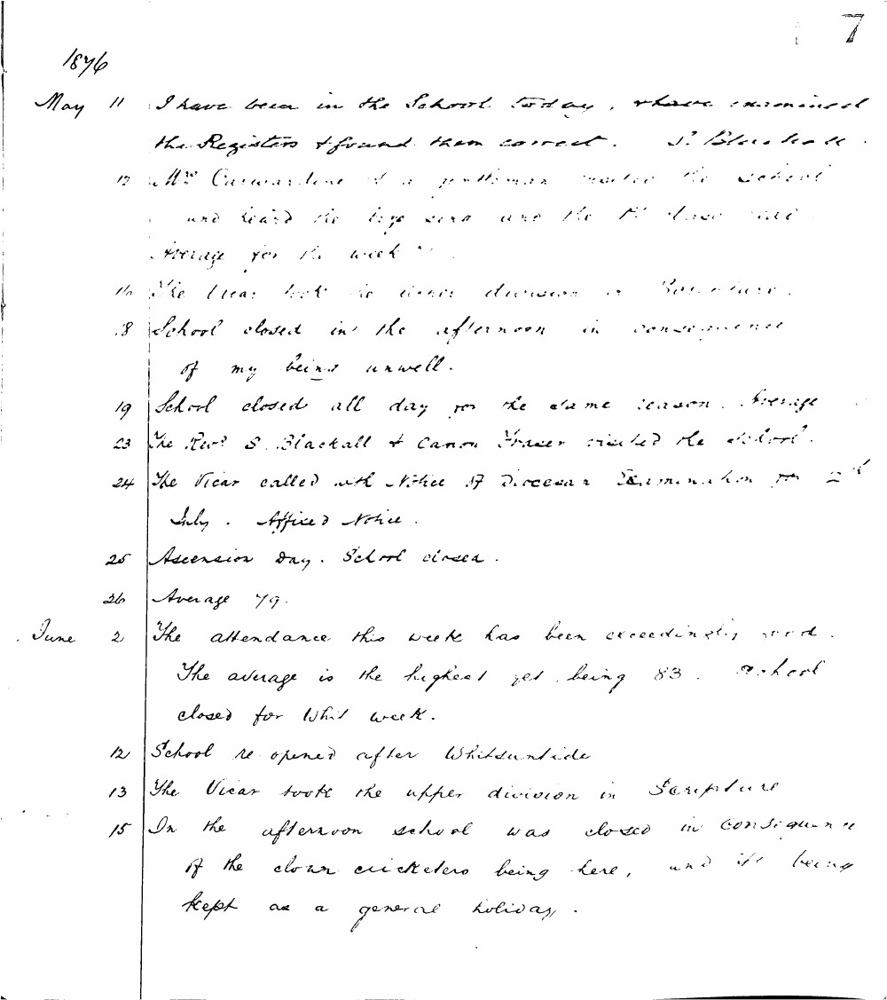 7
1876
May 11 I have been in the School today, & have examined
the Registers & found them correct. S. Blackall.
12 Mrs Carwardine & a gentleman visited the school
and heard the boys sing and the 1st class read
Average for the week
16 The Vicar took the upper division in Scripture.
18 School closed in the afternoon in consequence
of my being unwell.
19 School closed all day for the same reason. Average
23 The Revd S. Blackall & Canon Fraser visited the school.
24 The Vicar called with Notice of Diocesan Examination for
July. Affixed Notice.
25 Ascension Day. School closed.
26 Average 79.
June 2 The attendance this week has been exceedingly good.
The average is the highest yet being 83. School
closed for Whit week.
12 School re opened after Whitsuntide
13 The Vicar took the upper division in Scripture
15 In the afternoon school was closed in consequence
of the clown cricketers being here, and its being
kept as a general holiday.